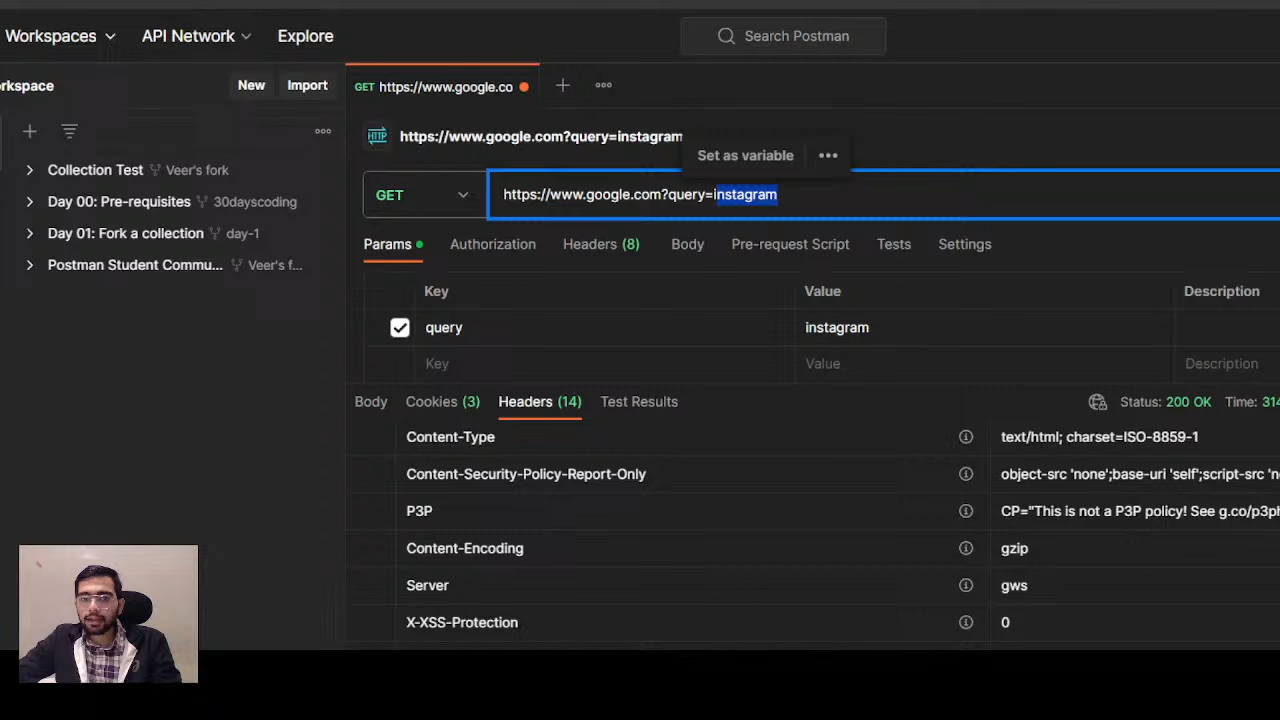 Workspaces API Network Explore Search Postman
rkspace New Import GET https://www.google.co
https://www.google.com?query=instagram
HTTP
Set as variable
Collection Test Veer's fork
Day 00: Pre-requisites 30dayscoding
Day 01: Fork a collection day-1
Postman Student Commu... Veer's f...
GET https://www.google.com?query=instagram
Params Authorization Headers (8) Body Pre-request Script Tests Settings
Key Value Description
query instagram
Key Value Description
Body Cookies (3) Headers (14) Test Results Status: 200 OK Time: 314
Content-Type text/html; charset=ISO-8859-1
Content-Security-Policy-Report-Only object-src 'none';base-uri 'self';script-src 'n
P3P CP="This is not a P3P policy! See g.co/p3ph
Content-Encoding gzip
Server gws
X-XSS-Protection 0